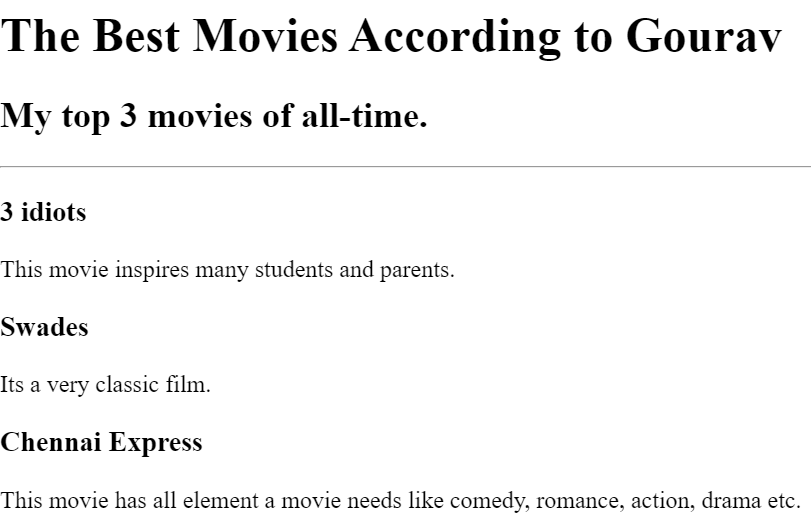 The Best Movies According to Gourav
My top 3 movies of all-time.
3 idiots
This movie inspires many students and parents.
Swades
Its a very classic film.
Chennai Express
This movie has all element a movie needs like comedy, romance, action, drama etc.